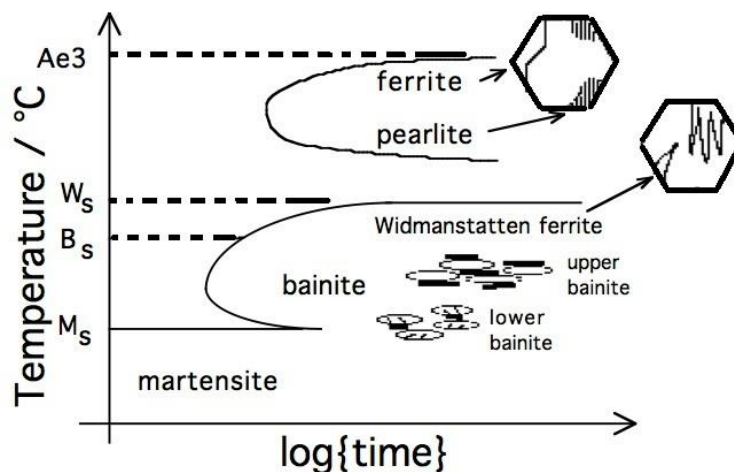 Ae3
ferrite
pearlite
Ws
Widmanstatten ferrite
Bs
bainite
upper
bainite
lower
bainite
Ms
martensite
Temperature / °C
log{time}